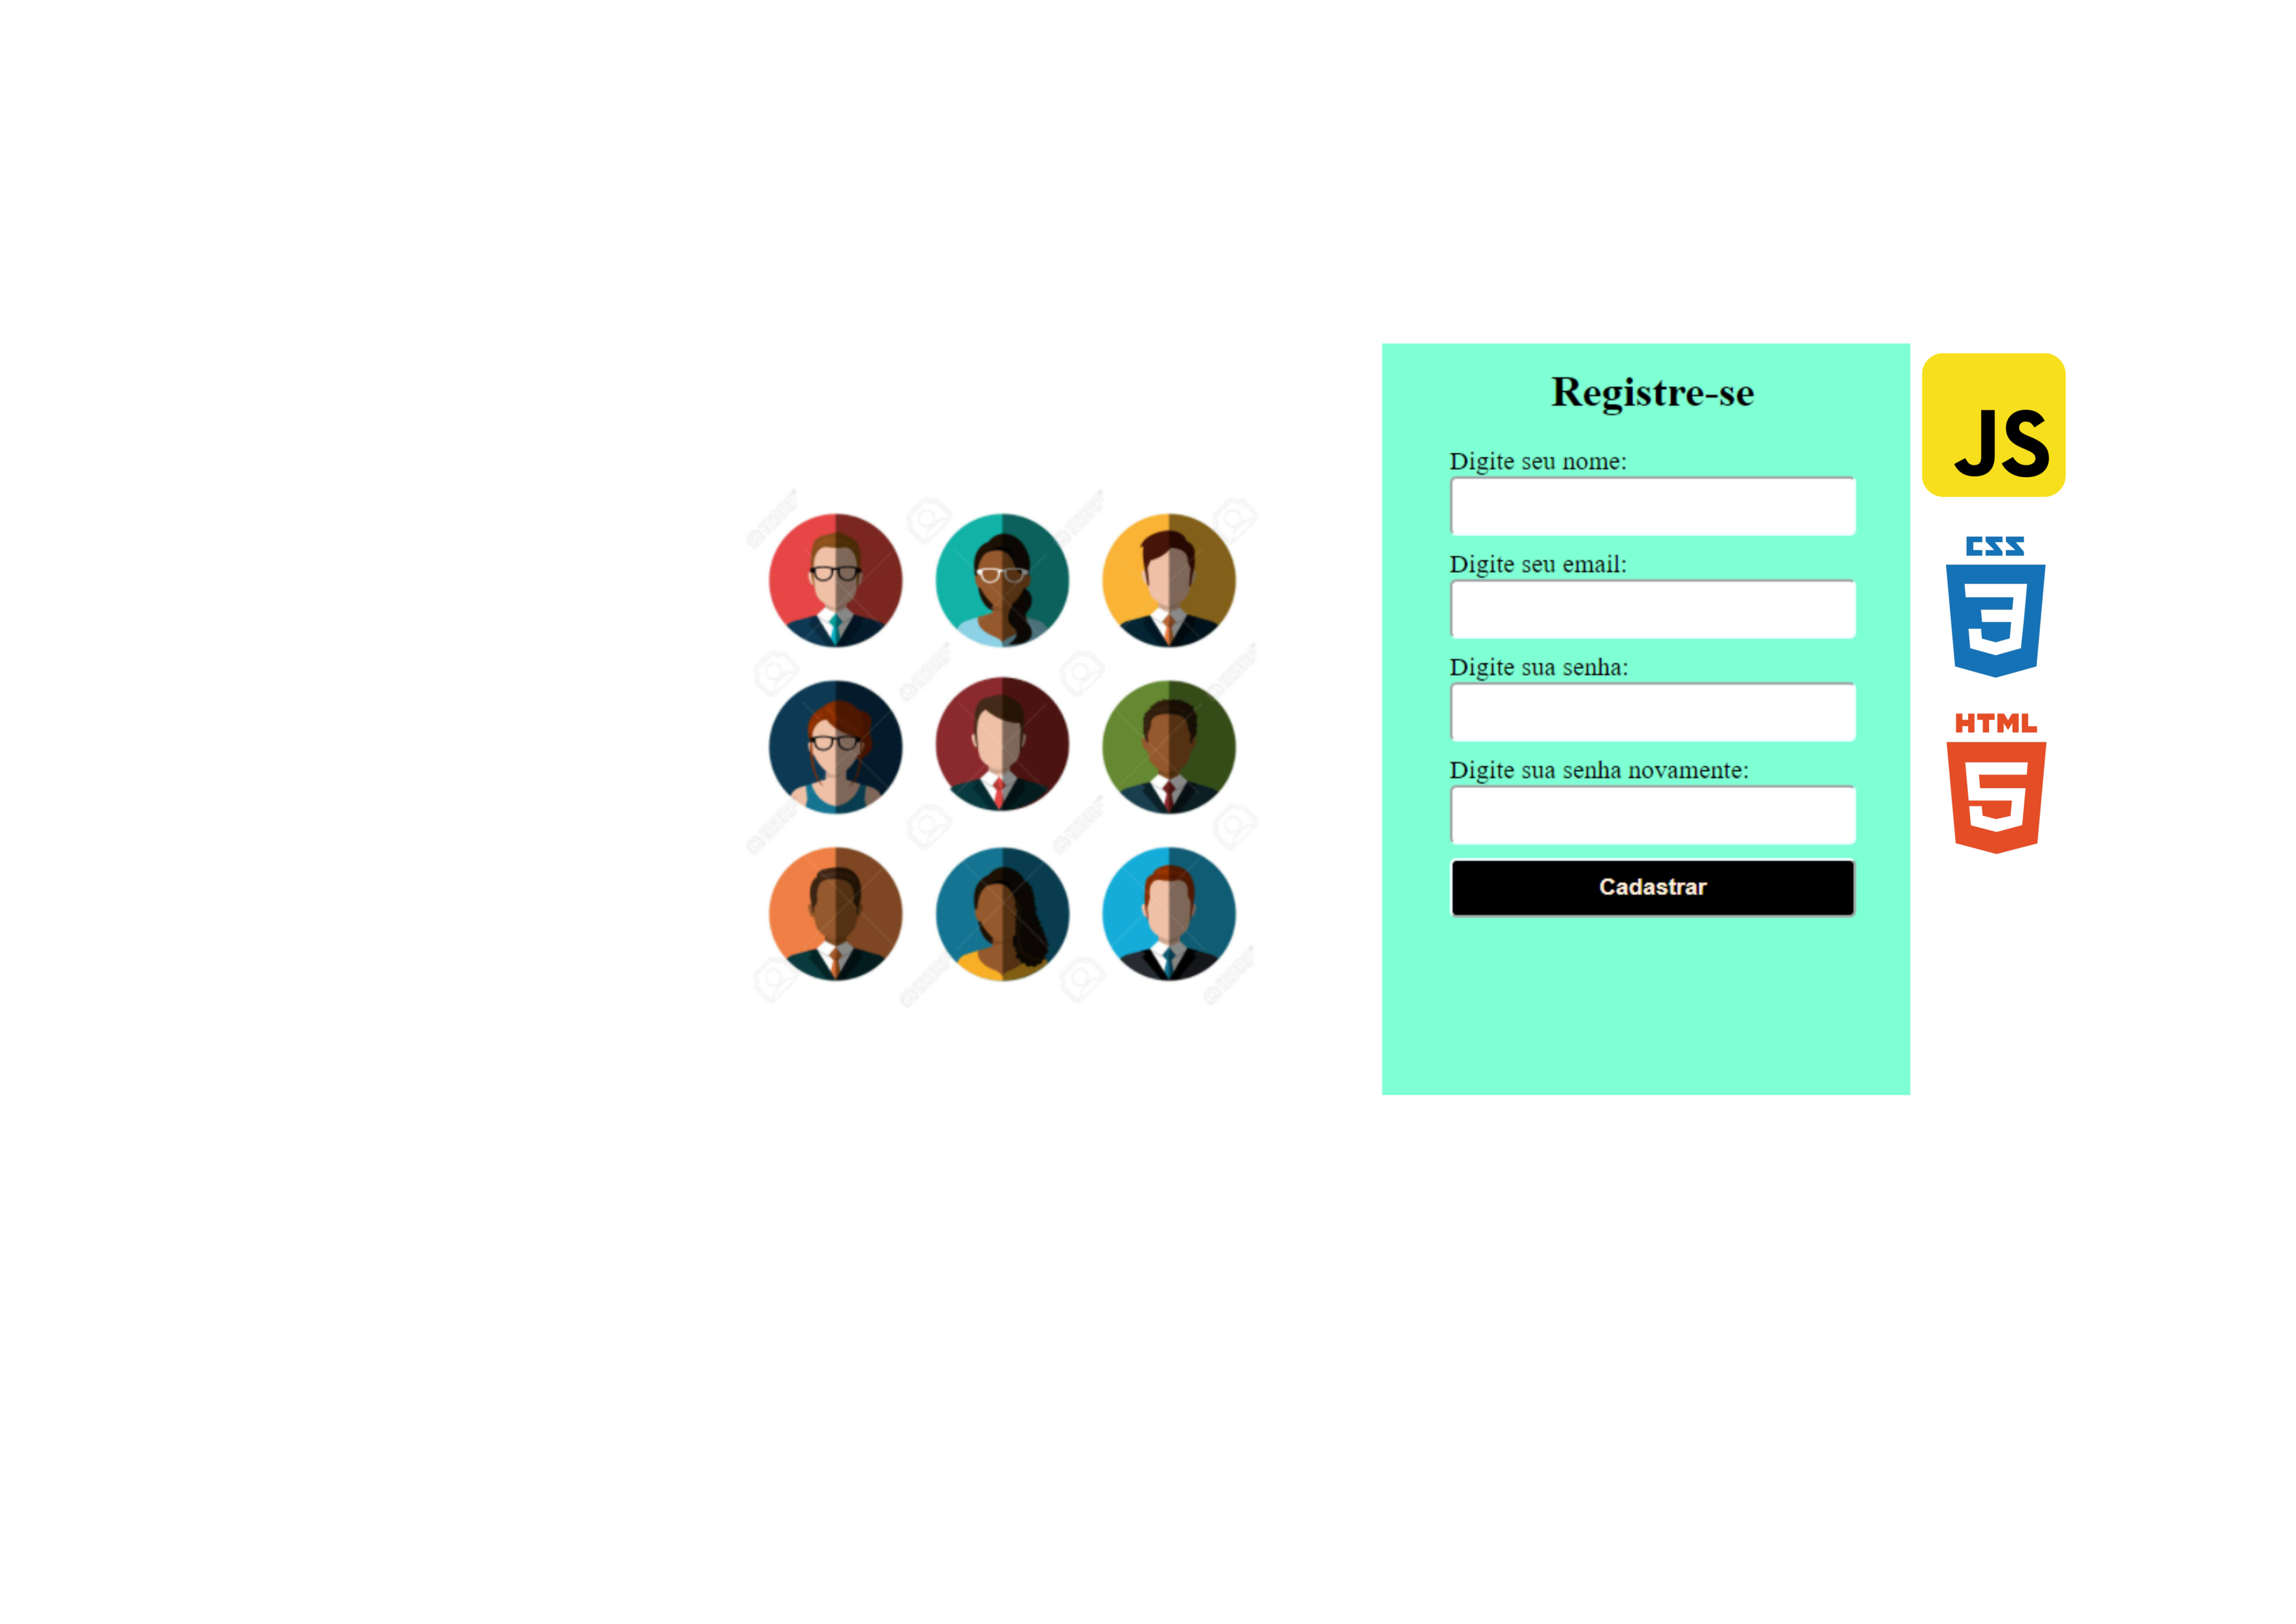 Registre-se
Digite seu nome:
Digite seu email:
Digite sua senha:
Digite sua senha novamente:
Cadastrar
JS
CSS
3
HTML
5